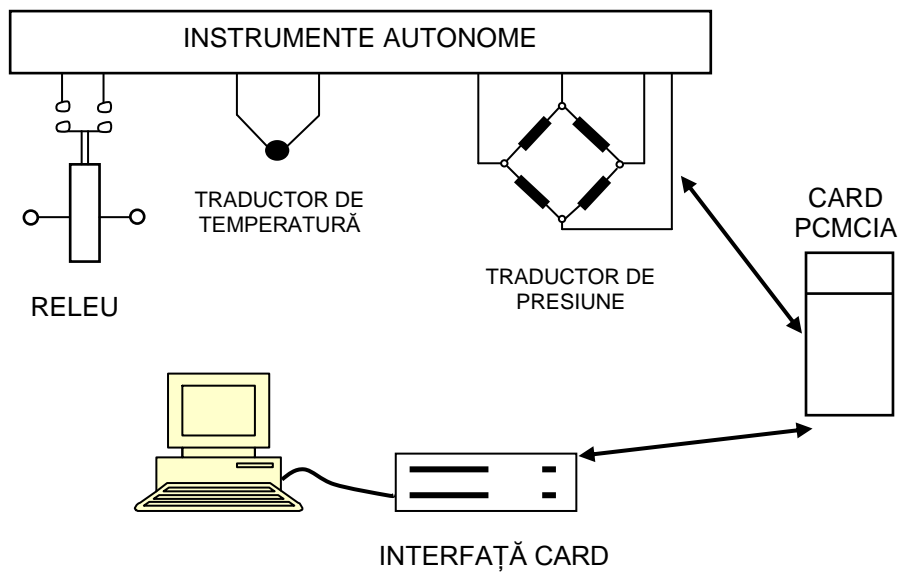 INSTRUMENTE AUTONOME
TRADUCTOR DE
TEMPERATURĂ
CARD
PCMCIA
TRADUCTOR DE
PRESIUNE
RELEU
INTERFAȚĂ CARD